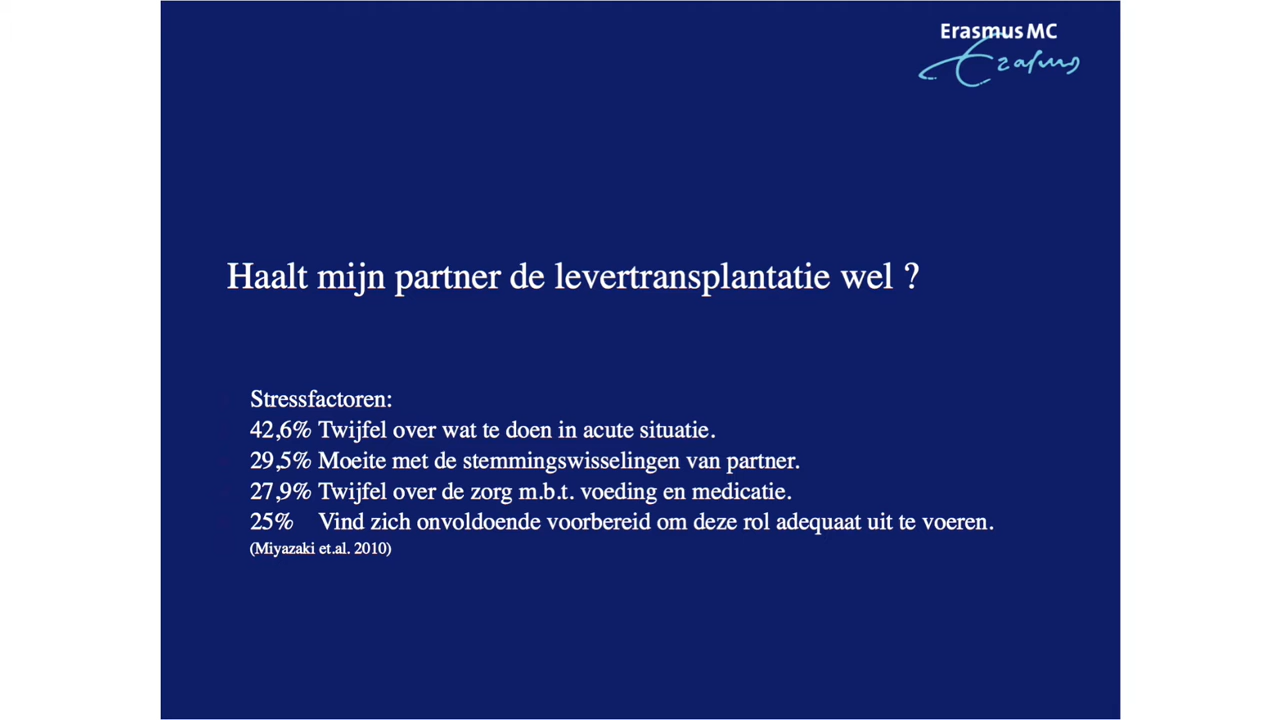 Erasmus MC
Erasmus
Haalt mijn partner de levertransplantatie wel ?
Stressfactoren:
42,6% Twijfel over wat te doen in acute situatie.
29,5% Moeite met de stemmingswisselingen van partner.
27,9% Twijfel over de zorg m.b.t. voeding en medicatie.
25% Vind zich onvoldoende voorbereid om deze rol adequaat uit te voeren.
(Miyazaki et.al. 2010)